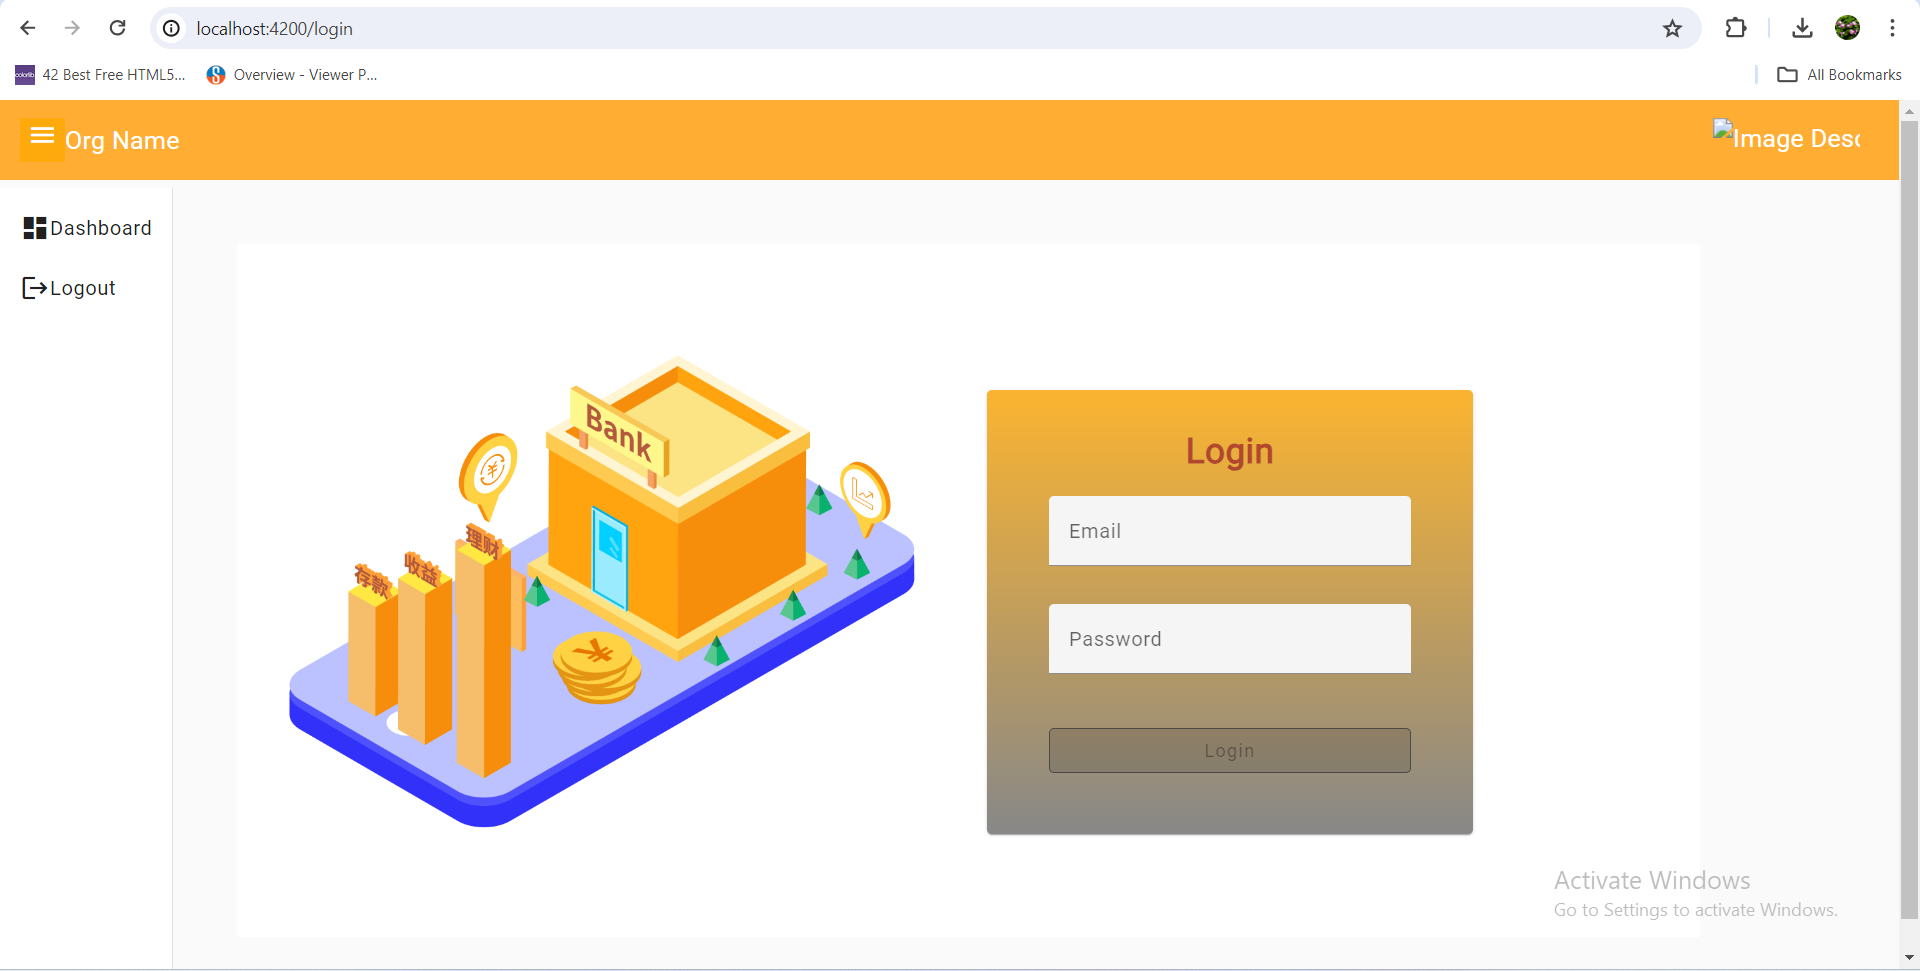 localhost:4200/login
42 Best Free HTML5...
Overview - Viewer P...
All Bookmarks
Org Name
Image Desc
Dashboard
Logout
Bank
理财
收益
存款
Login
Email
Password
Login
Activate Windows
Go to Settings to activate Windows.